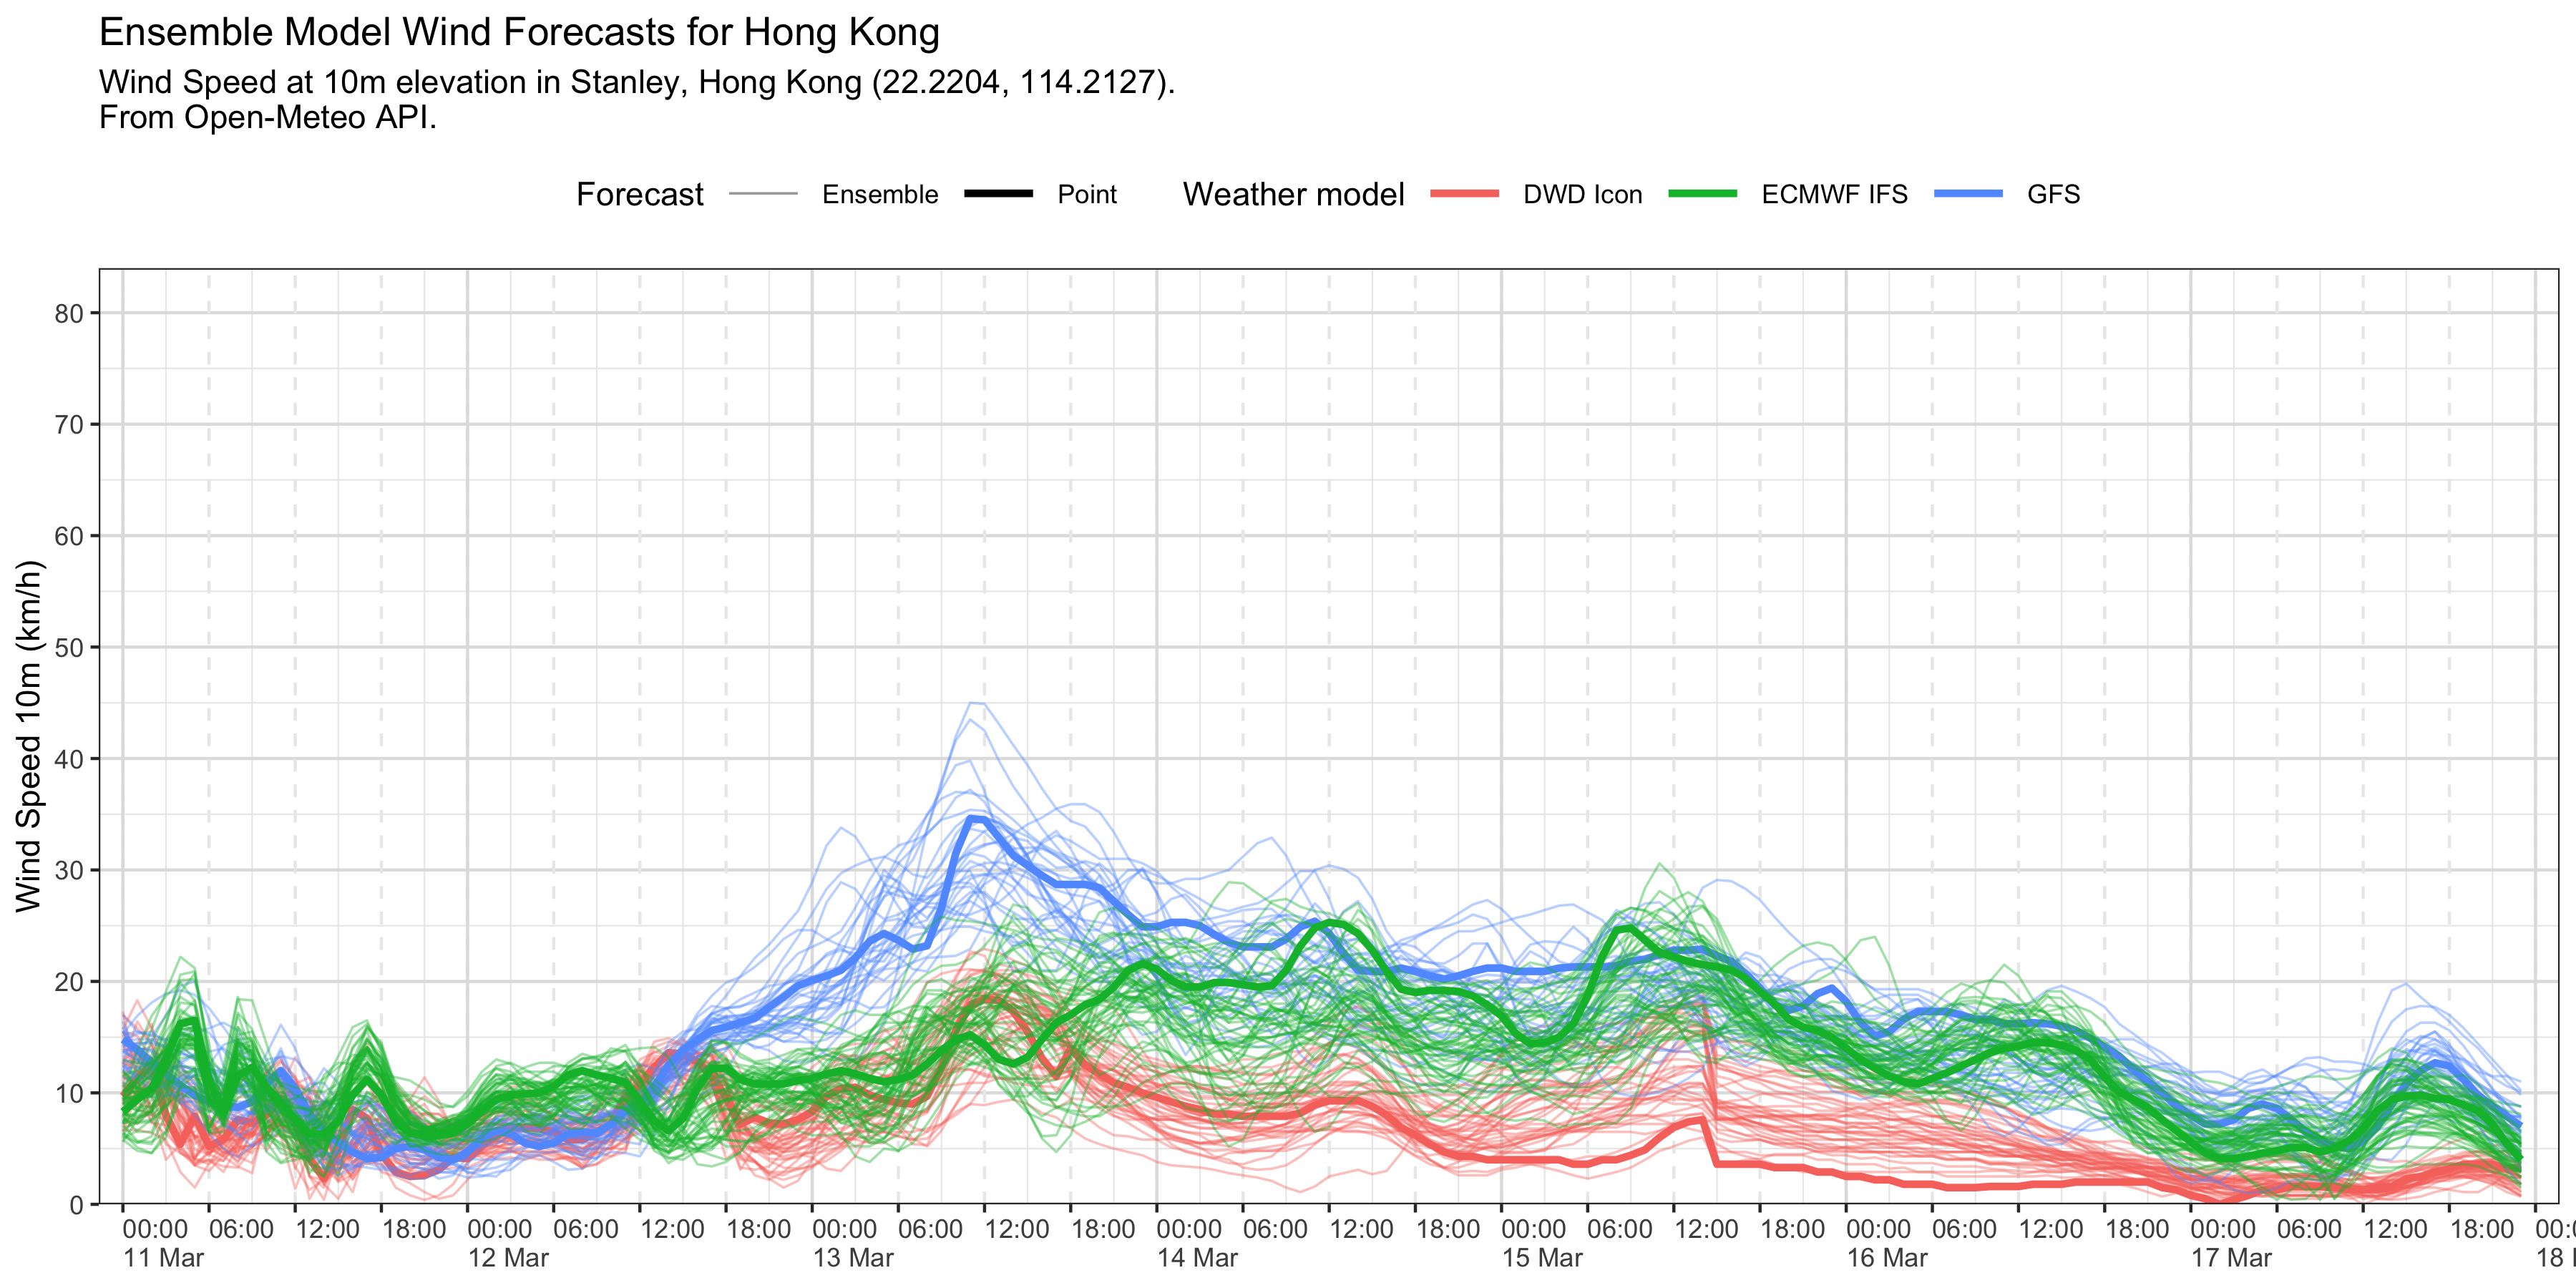 Ensemble Model Wind Forecasts for Hong Kong
Wind Speed at 10m elevation in Stanley, Hong Kong (22.2204, 114.2127).
From Open-Meteo API.
Forecast Ensemble Point Weather model DWD Icon ECMWF IFS GFS
Wind Speed 10m (km/h)
80
70
60
50
40
30
20
10
0
00:00 06:00 12:00 18:00 00:00 06:00 12:00 18:00 00:00 06:00 12:00 18:00 00:00 06:00 12:00 18:00 00:00 06:00 12:00 18:00 00:00 06:00 12:00 18:00 00:00 06:00 12:00 18:00
11 Mar 12 Mar 13 Mar 14 Mar 15 Mar 16 Mar 17 Mar 18